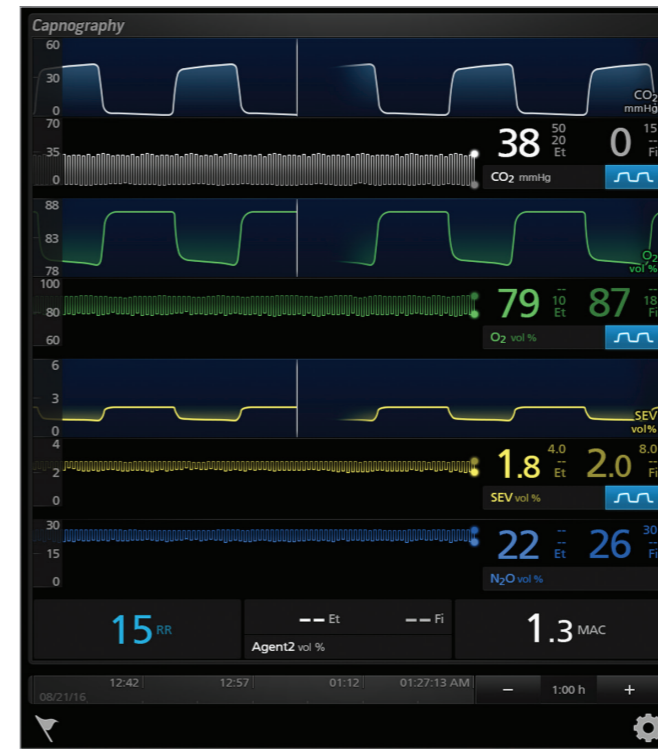 Capnography
60
30
0
CO2
mmHg
70
35
0
38 50 20 Et 0 15 -- Fi
CO2 mmHg
88
83
78
O2
vol %
100
80
60
79 -- 10 Et 87 -- 18 Fi
O2 vol %
6
3
0
SEV
vol%
4
2
0
1.8 4.0 -- Et 2.0 8.0 -- Fi
SEV vol %
30
15
0
22 -- -- Et 26 30 -- Fi
N2O vol %
15 RR
-- Et -- Fi
Agent2 vol %
1.3 MAC
12:42 12:57 01:12 01:27:13 AM
08/21/16
− 1:00 h +